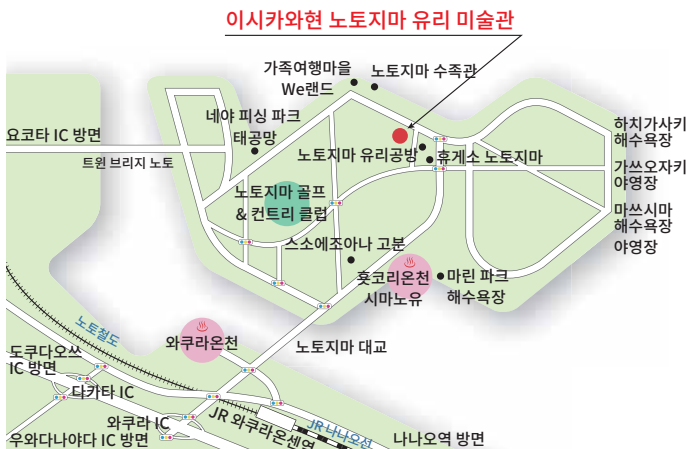 이시카와현 노토지마 유리 미술관
가족여행마을
We랜드
노토지마 수족관
네야 피싱 파크
태공망
요코타 IC 방면
트윈 브리지 노토
노토지마 유리공방
휴게소 노토지마
하치가사키
해수욕장
가쓰오자키
야영장
마쓰시마
해수욕장
야영장
노토지마 골프
& 컨트리 클럽
스소에조아나 고분
훗코리온천
시마노유
마린 파크
해수욕장
노토철도
와쿠라온천
노토지마 대교
도쿠다오쓰
IC 방면
다카타 IC
와쿠라 IC
우와다나야다 IC 방면
JR 와쿠라온센역
JR 나나오선
나나오역 방면